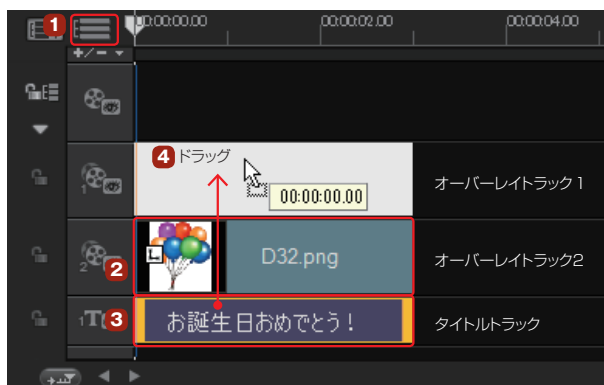 1
00:00:00.00 00:00:02.00 00:00:04.00
+/-
4 ドラッグ
00:00:00.00
1
オーバーレイトラック1
2
2
L
D32.png
オーバーレイトラック2
1T 3
お誕生日おめでとう!
タイトルトラック